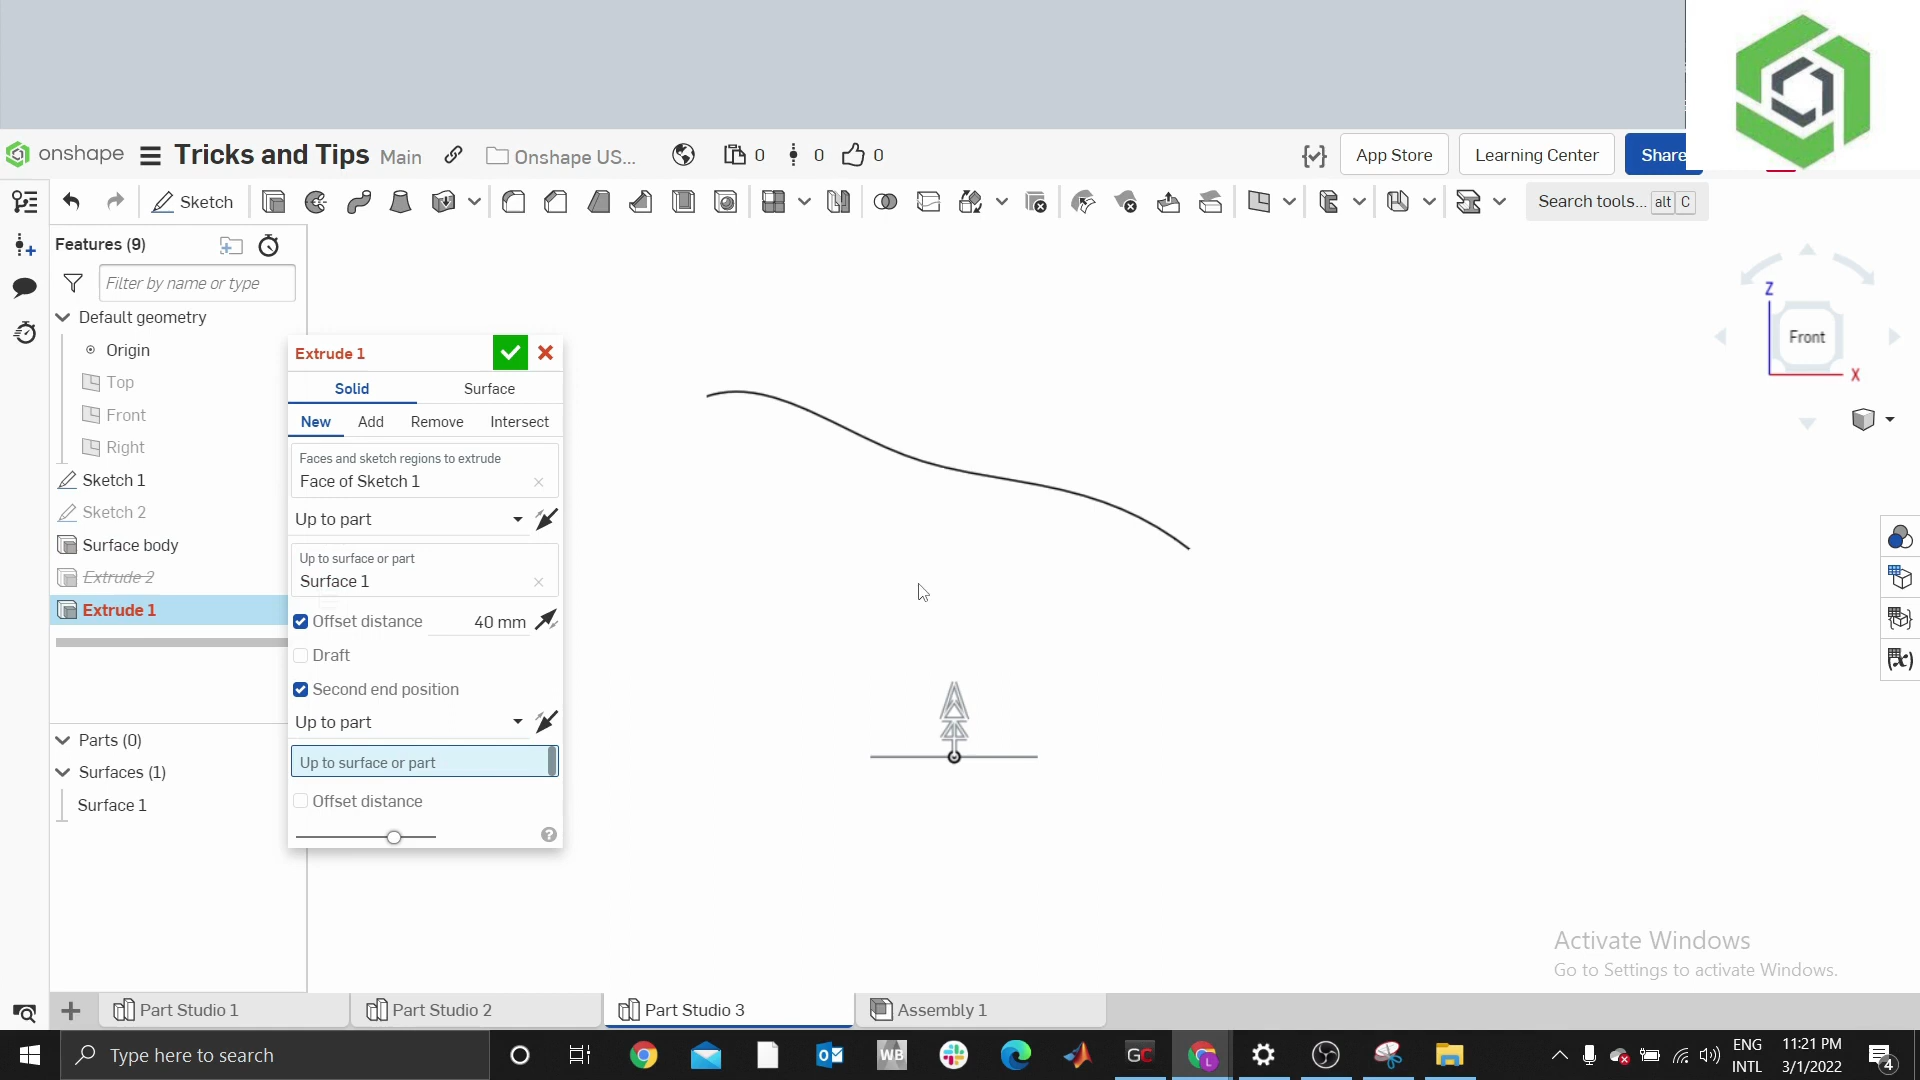 onshape Tricks and Tips Main Onshape US... 0 0 0 App Store Learning Center Share
Sketch Search tools... alt C
Features (9)
Filter by name or type
Default geometry
Origin
Top
Front
Right
Sketch 1
Sketch 2
Surface body
Extrude 2
Extrude 1
Parts (0)
Surfaces (1)
Surface 1
Extrude 1
Solid Surface
New Add Remove Intersect
Faces and sketch regions to extrude
Face of Sketch 1
Up to part
Up to surface or part
Surface 1
Offset distance 40 mm
Draft
Second end position
Up to part
Up to surface or part
Offset distance
Z
Front
X
Activate Windows
Go to Settings to activate Windows.
Part Studio 1 Part Studio 2 Part Studio 3 Assembly 1
Type here to search
WB
GC
L
ENG
INTL
11:21 PM
3/1/2022
4